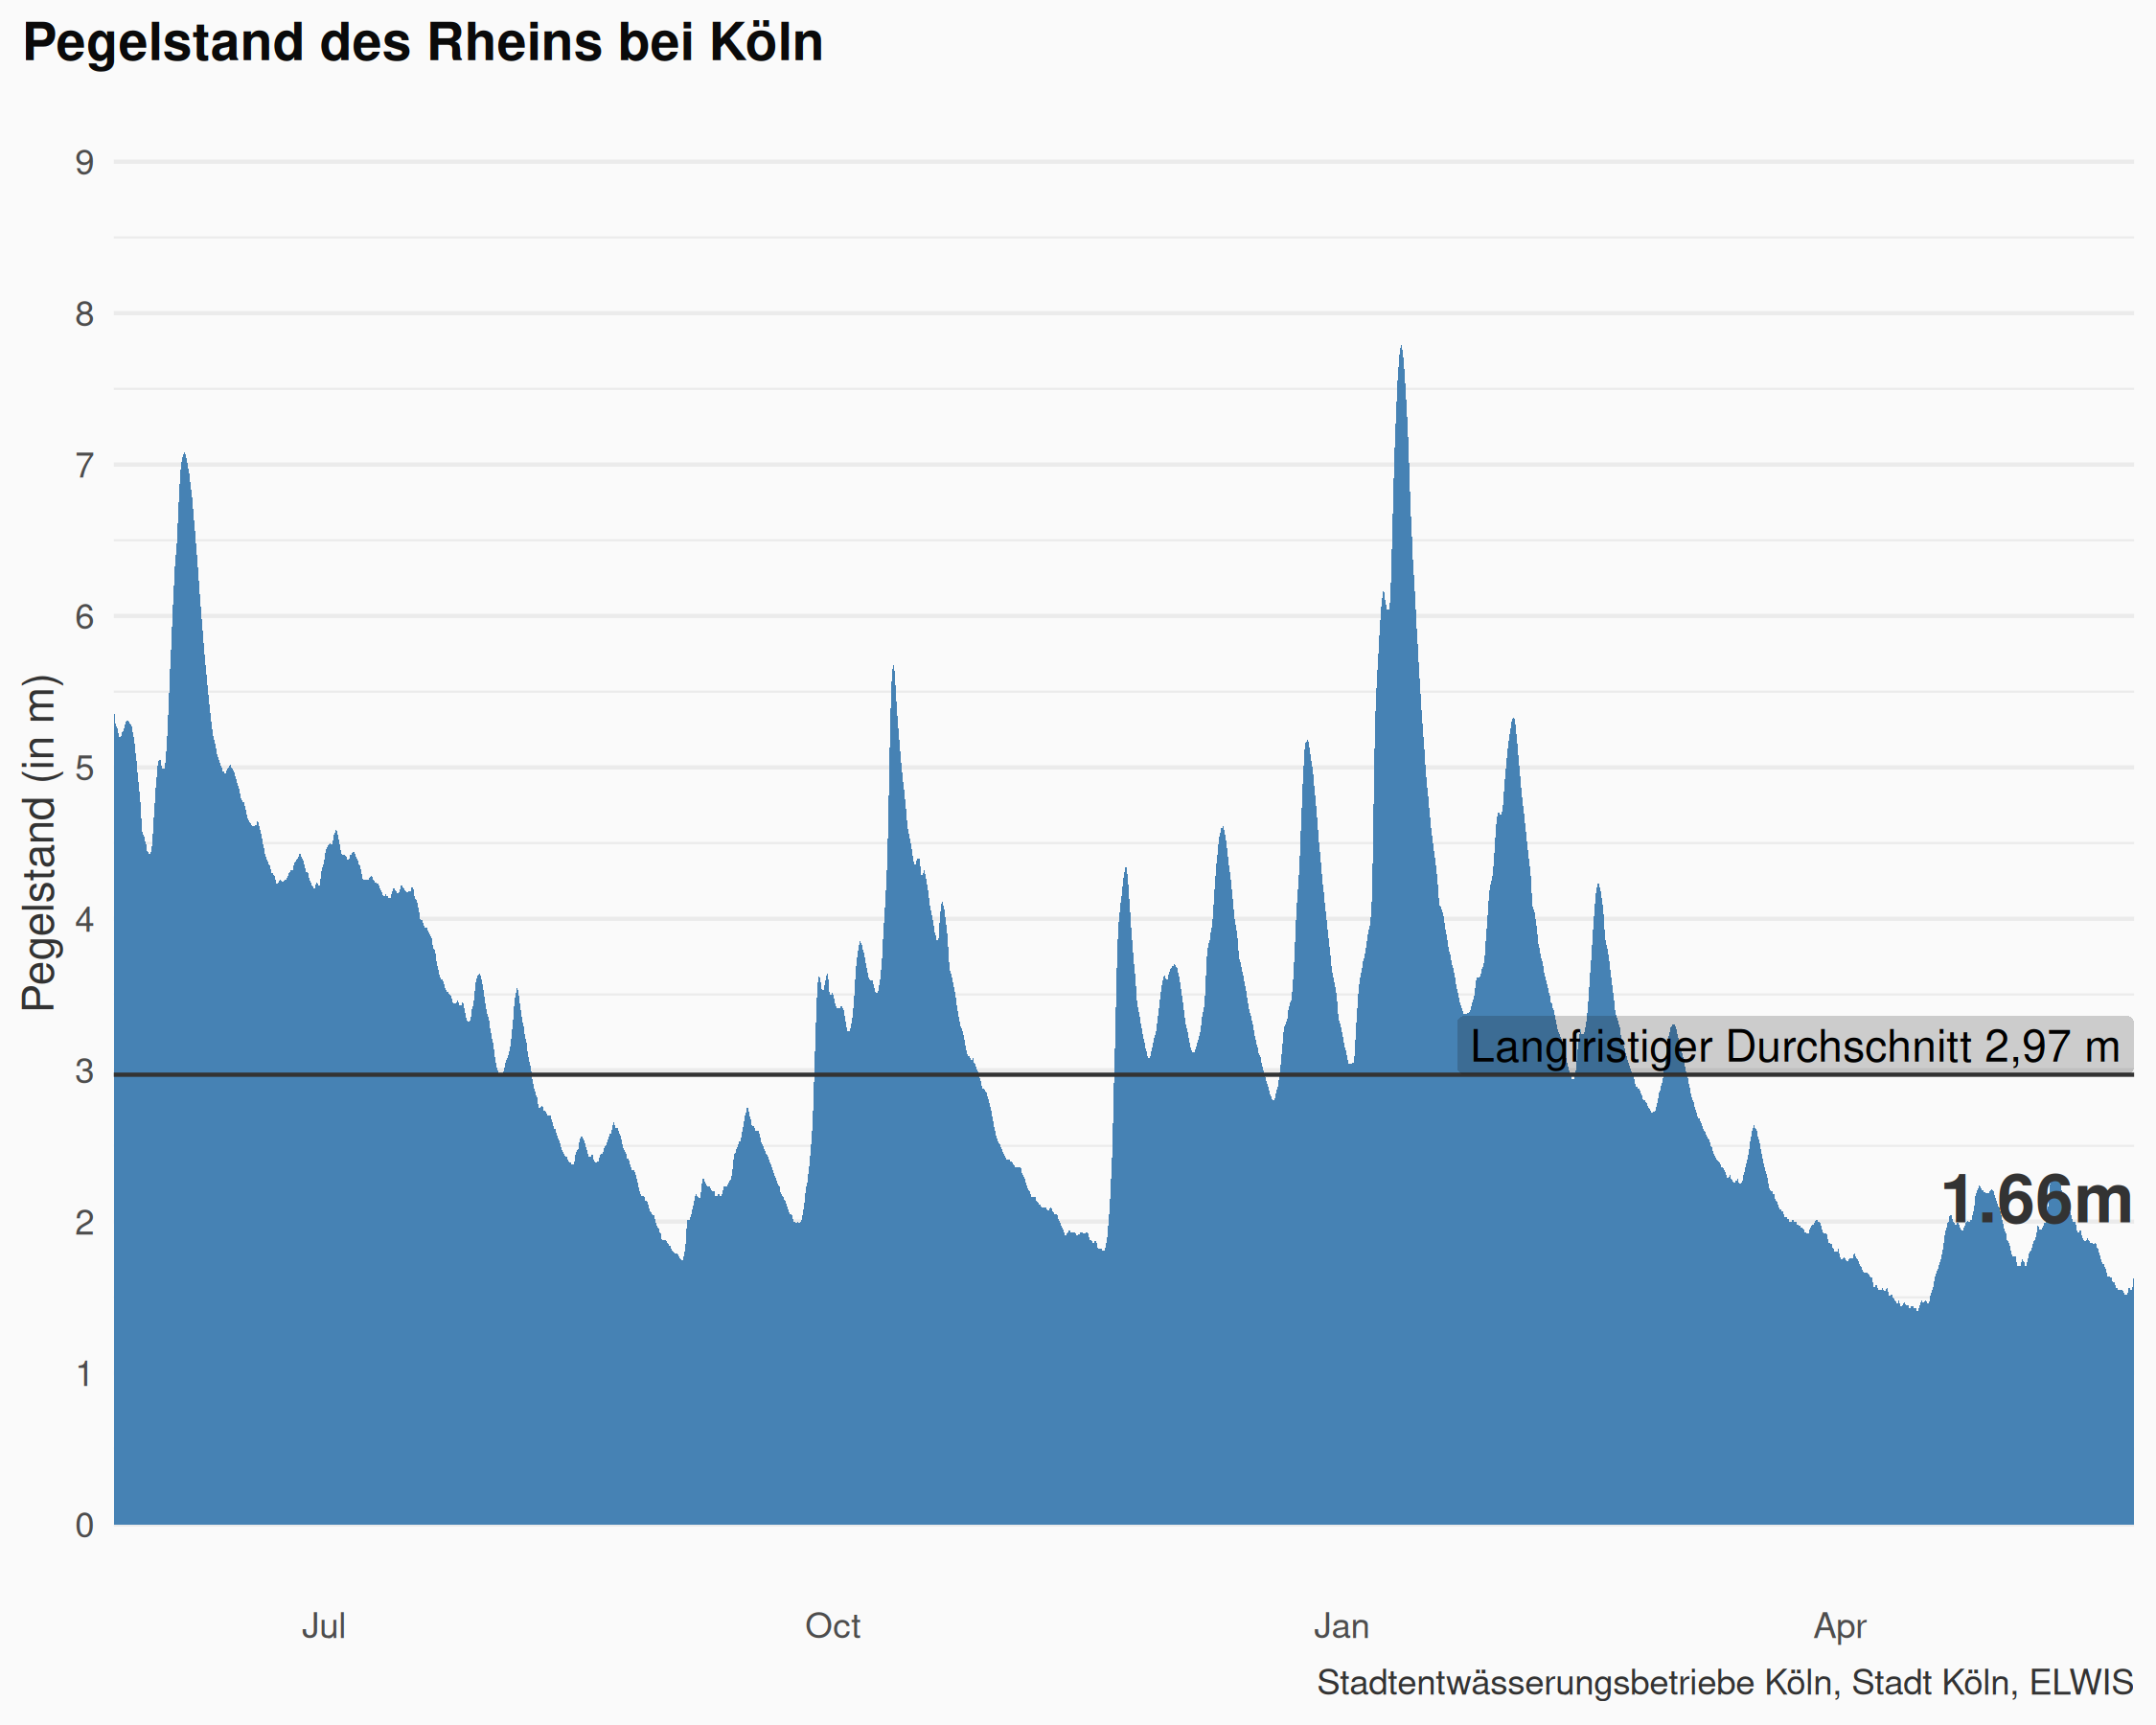 Pegelstand des Rheins bei Köln
Pegelstand (in m)
9
8
7
6
5
4
3
2
1
0
Langfristiger Durchschnitt 2,97 m
1.66m
Jul Oct Jan Apr
Stadtentwässerungsbetriebe Köln, Stadt Köln, ELWIS